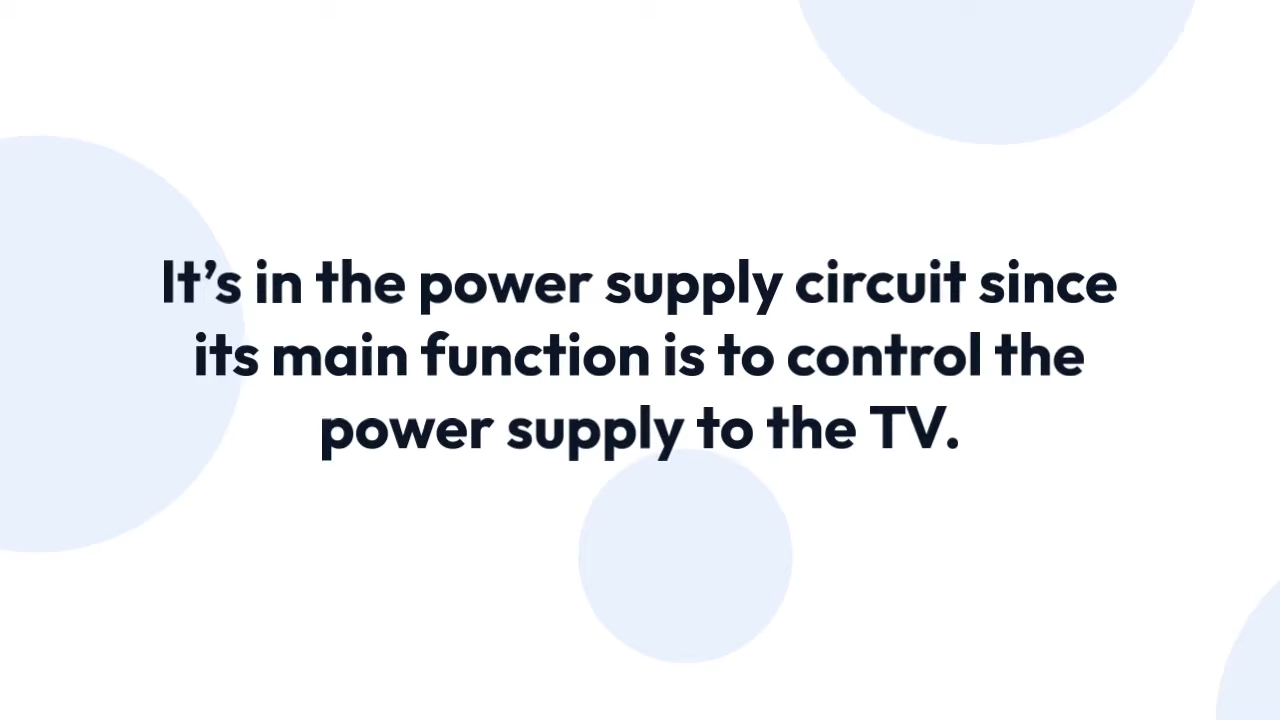 It’s in the power supply circuit since
its main function is to control the
power supply to the TV.